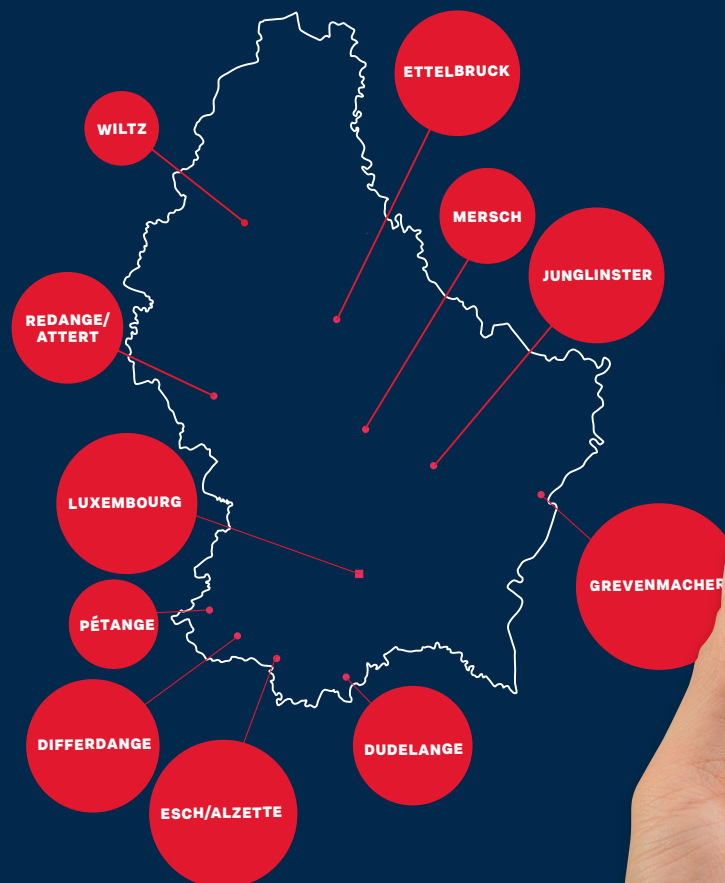 ETTELBRUCK
WILTZ
MERSCH
JUNGLINSTER
REDANGE/
ATTERT
LUXEMBOURG
GREVENMACHER
PÉTANGE
DIFFERDANGE
DUDELANGE
ESCH/ALZETTE